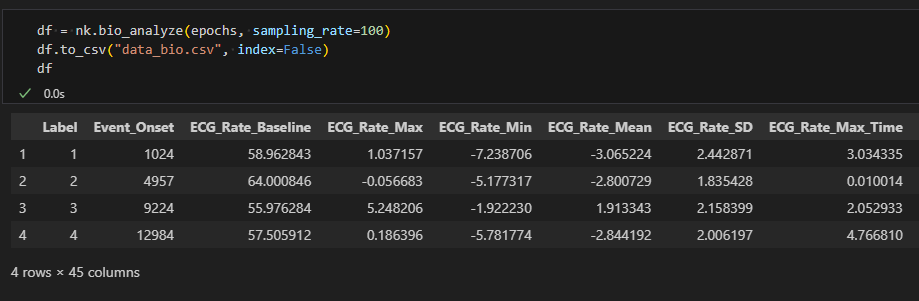 df = nk.bio_analyze(epochs, sampling_rate=100)
df.to_csv("data_bio.csv", index=False)
df
0.0s
Label Event_Onset ECG_Rate_Baseline ECG_Rate_Max ECG_Rate_Min ECG_Rate_Mean ECG_Rate_SD ECG_Rate_Max_Time
1 1 1024 58.962843 1.037157 -7.238706 -3.065224 2.442871 3.034335
2 2 4957 64.000846 -0.056683 -5.177317 -2.800729 1.835428 0.010014
3 3 9224 55.976284 5.248206 -1.922230 1.913343 2.158399 2.052933
4 4 12984 57.505912 0.186396 -5.781774 -2.844192 2.006197 4.766810
4 rows × 45 columns